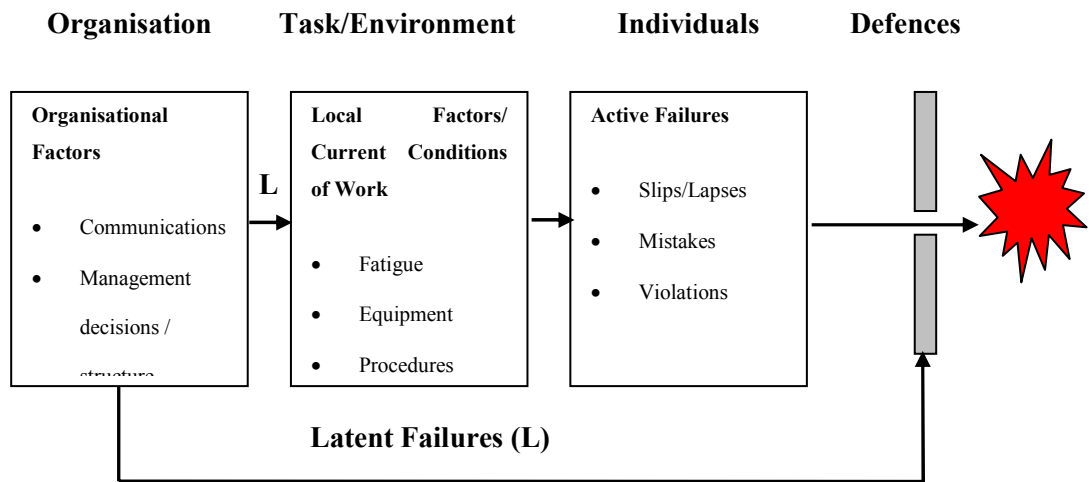 Organisation
Task/Environment
Individuals
Defences
Organisational
Factors
• Communications
• Management
decisions /
structure
L
Local Factors/
Current Conditions
of Work
• Fatigue
• Equipment
• Procedures
Active Failures
• Slips/Lapses
• Mistakes
• Violations
Latent Failures (L)